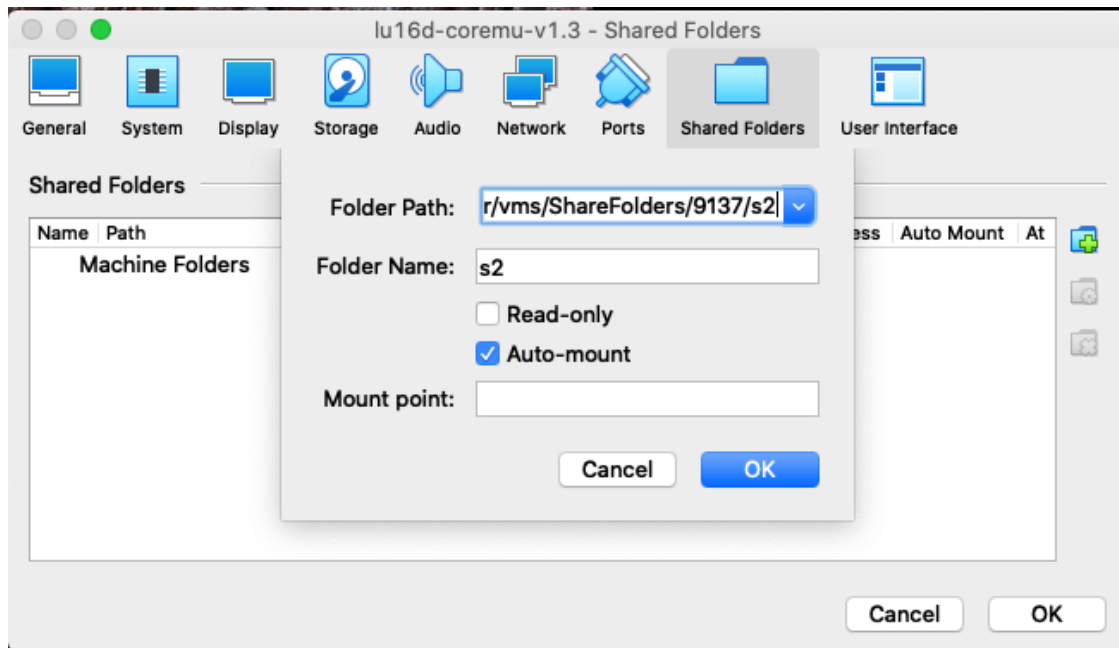 lu16d-coremu-v1.3 - Shared Folders
General System Display Storage Audio Network Ports Shared Folders User Interface
Shared Folders
Name Path ess Auto Mount At
Machine Folders
Folder Path: r/vms/ShareFolders/9137/s2
Folder Name: s2
Read-only
Auto-mount
Mount point:
Cancel OK
Cancel OK